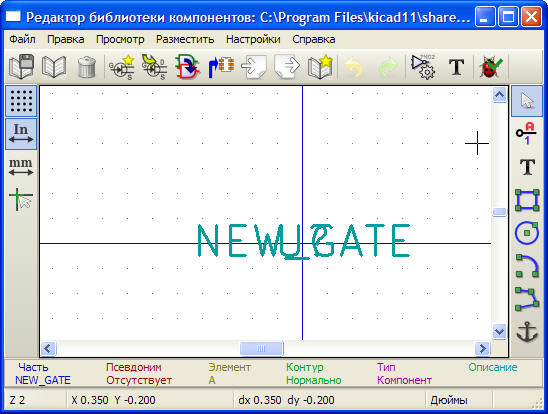 Редактор библиотеки компонентов: C:\Program Files\kicad11\share...
Файл Правка Просмотр Разместить Настройки Справка
In
mm
T
A
1
T
NEW_GATE
U?
Часть Псевдоним Элемент Контур Тип Описание
NEW_GATE Отсутствует A Нормально Компонент
Z 2 X 0.350 Y -0.200 dx 0.350 dy -0.200 Дюймы